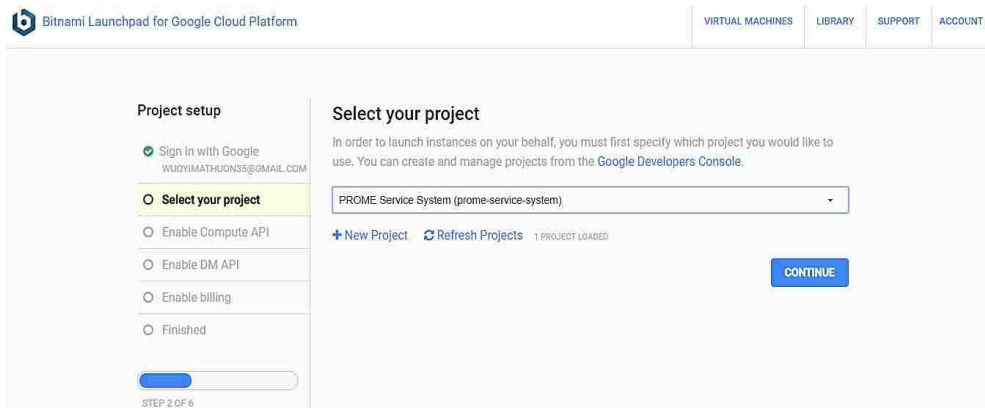 Bitnami Launchpad for Google Cloud Platform
VIRTUAL MACHINES
LIBRARY
SUPPORT
ACCOUNT
Project setup
Sign in with Google
WUOYIMATHUON35@GMAIL.COM
Select your project
Enable Compute API
Enable DM API
Enable billing
Finished
STEP 2 OF 6
Select your project
In order to launch instances on your behalf, you must first specify which project you would like to
use. You can create and manage projects from the Google Developers Console.
PROME Service System (prome-service-system)
New Project
Refresh Projects
1 PROJECT LOADED
CONTINUE